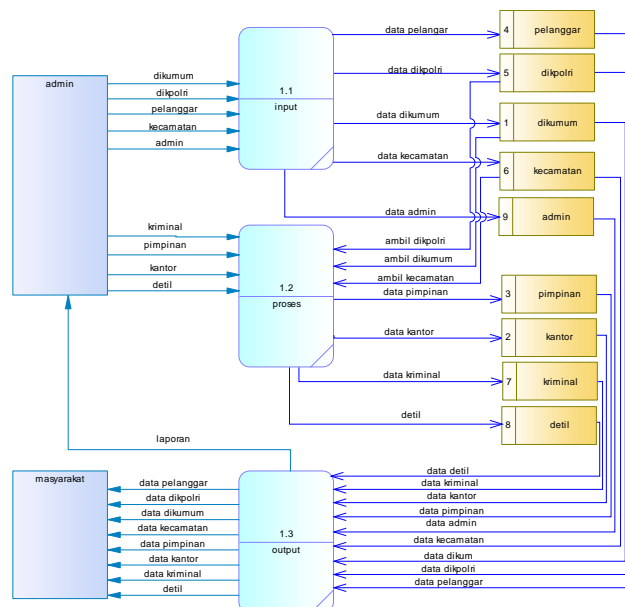 admin
dikumum
dikpolri
pelanggar
kecamatan
admin
1.1
input
data pelangar
data dikpolri
data dikumum
data kecamatan
data admin
4 pelanggar
5 dikpolri
1 dikumum
6 kecamatan
9 admin
kriminal
pimpinan
kantor
detil
1.2
proses
ambil dikpolri
ambil dikumum
ambil kecamatan
data pimpinan
data kantor
data kriminal
detil
3 pimpinan
2 kantor
7 kriminal
8 detil
laporan
masyarakat
data pelanggar
data dikpolri
data dikumum
data kecamatan
data pimpinan
data kantor
data kriminal
detil
1.3
output
data detil
data kriminal
data kantor
data pimpinan
data admin
data kecamatan
data dikum
data dikpolri
data pelanggar